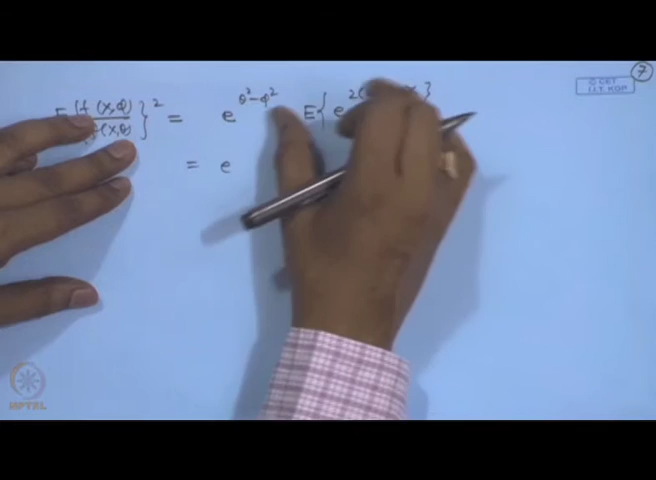 7
© CET
I.I.T. KGP
E{f(x,φ)/f(x,θ)}² = e^{θ²-φ²} E{e^{2( x}
= e
NPTEL